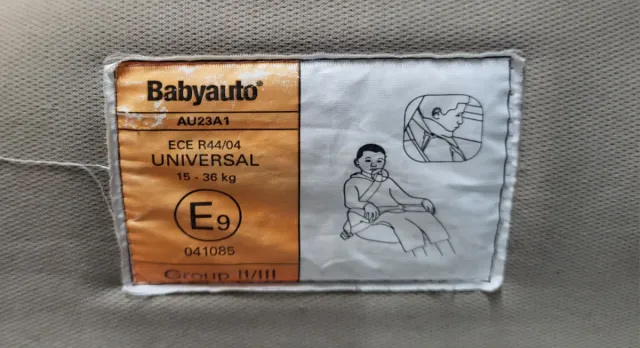 Babyauto®
AU23A1
ECE R44/04
UNIVERSAL
15 - 36 kg
E9
041085
Group II/III